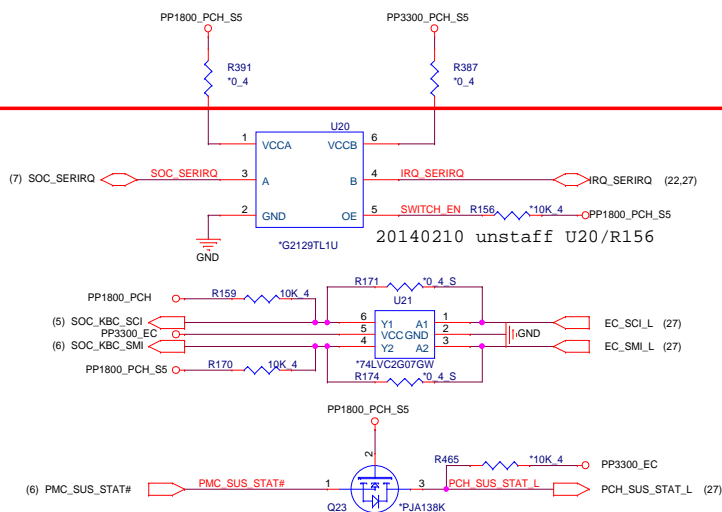 PP1800_PCH_S5 PP3300_PCH_S5
R391 R387
*0_4 *0_4
U20
1 VCCA VCCB 6
(7) SOC_SERIRQ SOC_SERIRQ 3 A B 4 IRQ_SERIRQ IRQ_SERIRQ (22,27)
2 GND OE 5 SWITCH_EN R156 *10K_4 PP1800_PCH_S5
GND *G2129TL1U 20140210 unstaff U20/R156
R171 *0_4_S
PP1800_PCH R159 10K_4 U21
(5) SOC_KBC_SCI 6 Y1 A1 1 EC_SCI_L (27)
PP3300_EC 5 VCC GND 2 GND
(6) SOC_KBC_SMI 4 Y2 A2 3 EC_SMI_L (27)
PP1800_PCH_S5 R170 10K_4 *74LVC2G07GW
R174 *0_4_S
PP1800_PCH_S5
2 R465 *10K_4 PP3300_EC
(6) PMC_SUS_STAT# PMC_SUS_STAT# 1 3 PCH_SUS_STAT_L PCH_SUS_STAT_L (27)
Q23 *PJA138K